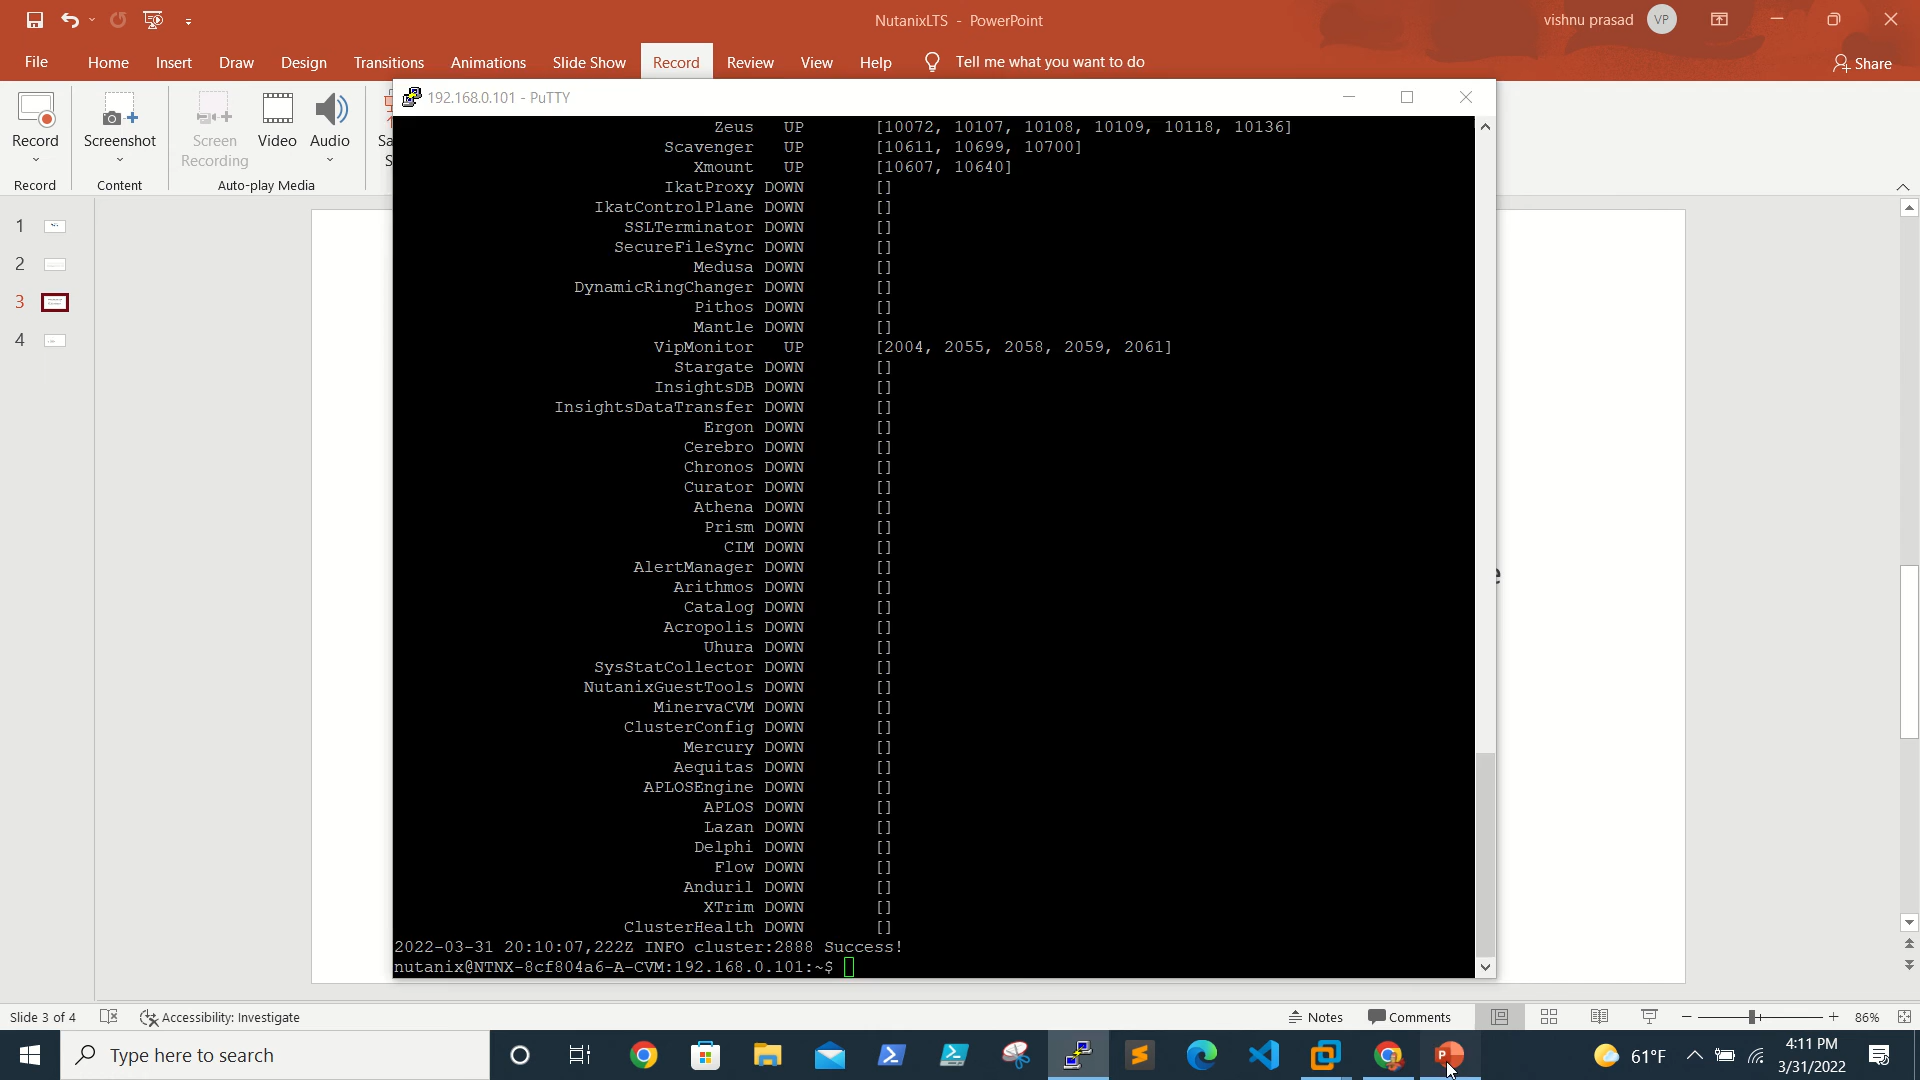 NutanixLTS - PowerPoint
vishnu prasad VP
File Home Insert Draw Design Transitions Animations Slide Show Record Review View Help Tell me what you want to do Share
192.168.0.101 - PuTTY
Record Screenshot Screen Recording Video Audio
Record Content Auto-play Media
Zeus UP [10072, 10107, 10108, 10109, 10118, 10136]
Scavenger UP [10611, 10699, 10700]
Xmount UP [10607, 10640]
IkatProxy DOWN []
IkatControlPlane DOWN []
SSLTerminator DOWN []
SecureFileSync DOWN []
Medusa DOWN []
DynamicRingChanger DOWN []
Pithos DOWN []
Mantle DOWN []
VipMonitor UP [2004, 2055, 2058, 2059, 2061]
Stargate DOWN []
InsightsDB DOWN []
InsightsDataTransfer DOWN []
Ergon DOWN []
Cerebro DOWN []
Chronos DOWN []
Curator DOWN []
Athena DOWN []
Prism DOWN []
CIM DOWN []
AlertManager DOWN []
Arithmos DOWN []
Catalog DOWN []
Acropolis DOWN []
Uhura DOWN []
SysStatCollector DOWN []
NutanixGuestTools DOWN []
MinervaCVM DOWN []
ClusterConfig DOWN []
Mercury DOWN []
Aequitas DOWN []
APLOSEngine DOWN []
APLOS DOWN []
Lazan DOWN []
Delphi DOWN []
Flow DOWN []
Anduril DOWN []
XTrim DOWN []
ClusterHealth DOWN []
2022-03-31 20:10:07,222Z INFO cluster:2888 Success!
nutanix@NTNX-8cf804a6-A-CVM:192.168.0.101:~$
1
2
3
4
Slide 3 of 4 Accessibility: Investigate Notes Comments 86%
Type here to search
61°F
4:11 PM
3/31/2022